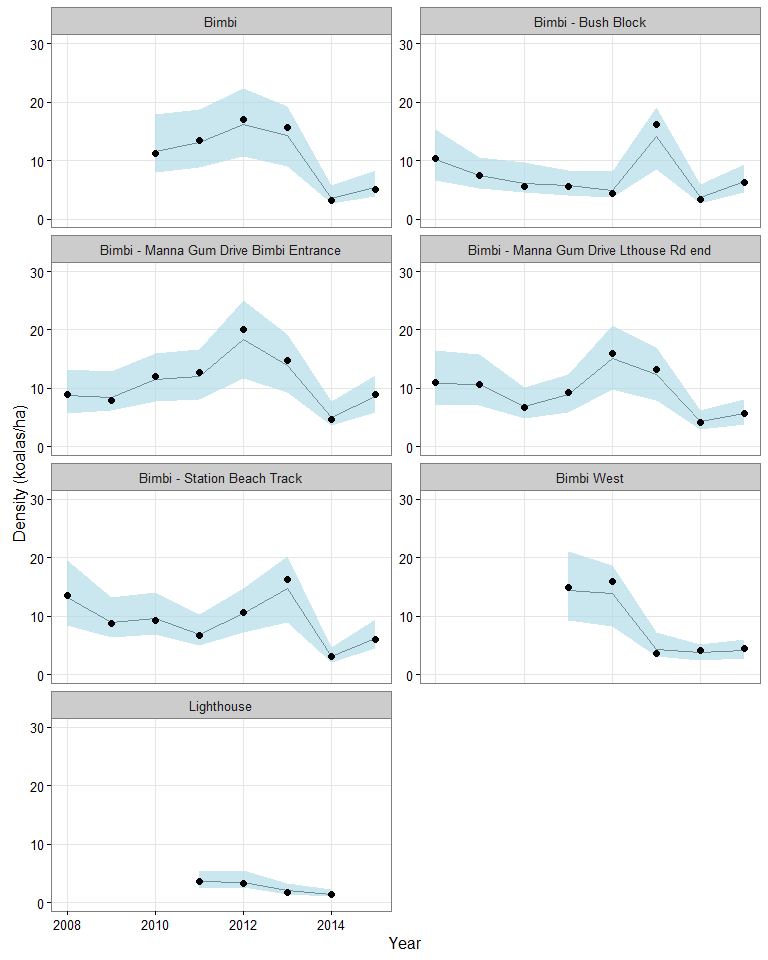 Bimbi
Bimbi - Bush Block
30
20
10
0
30
20
10
0
Bimbi - Manna Gum Drive Bimbi Entrance
Bimbi - Manna Gum Drive Lthouse Rd end
30
20
10
0
30
20
10
0
Density (koalas/ha)
Bimbi - Station Beach Track
Bimbi West
30
20
10
0
30
20
10
0
Lighthouse
30
20
10
0
2008 2010 2012 2014
Year